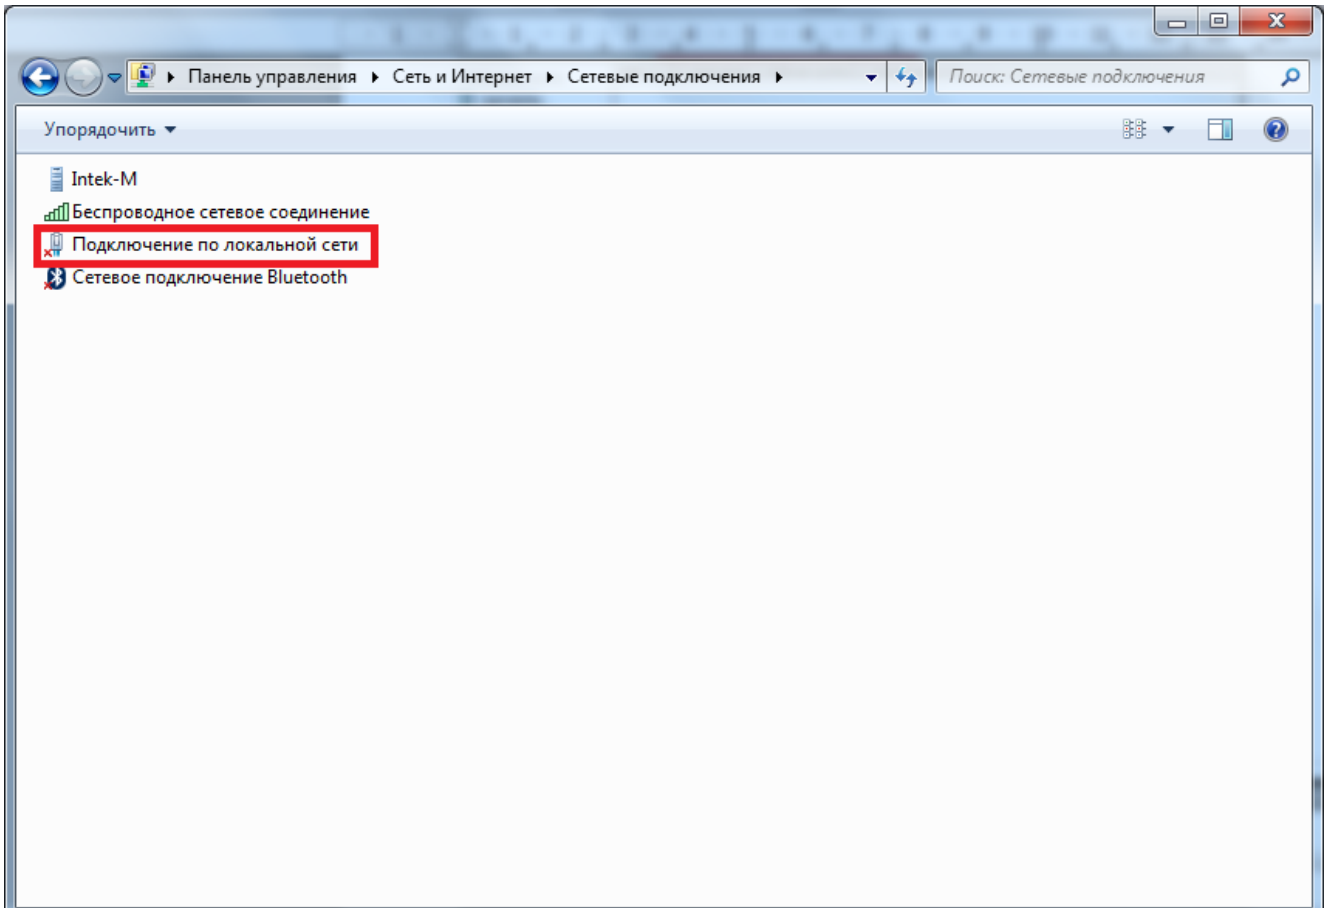 Панель управления Сеть и Интернет Сетевые подключения Поиск: Сетевые подключения
Упорядочить
Intek-M
Беспроводное сетевое соединение
Подключение по локальной сети
Сетевое подключение Bluetooth